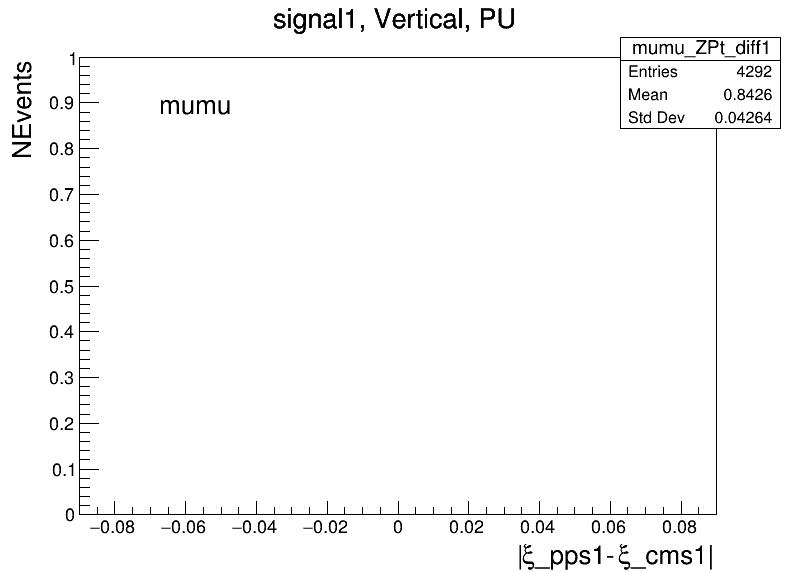 signal1, Vertical, PU
mumu_ZPt_diff1
Entries 4292
Mean 0.8426
Std Dev 0.04264
NEvents
mumu
1
0.9
0.8
0.7
0.6
0.5
0.4
0.3
0.2
0.1
0
−0.08 −0.06 −0.04 −0.02 0 0.02 0.04 0.06 0.08
|ξ_pps1-ξ_cms1|